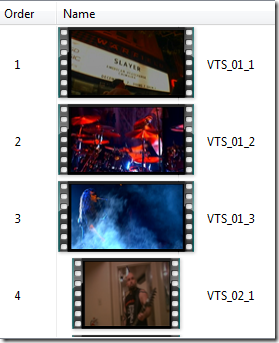 Order Name
1 VTS_01_1
SLAYER
2 VTS_01_2
3 VTS_01_3
4 VTS_02_1